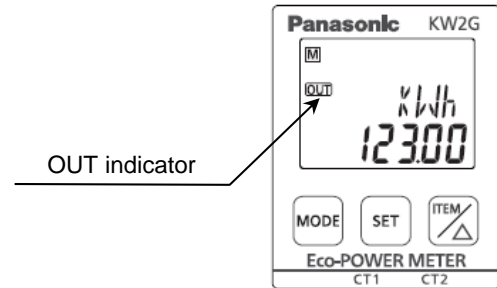 Panasonic KW2G
M
OUT
KWh
OUT indicator
123.00
MODE SET ITEM/△
Eco-POWER METER
CT1 CT2